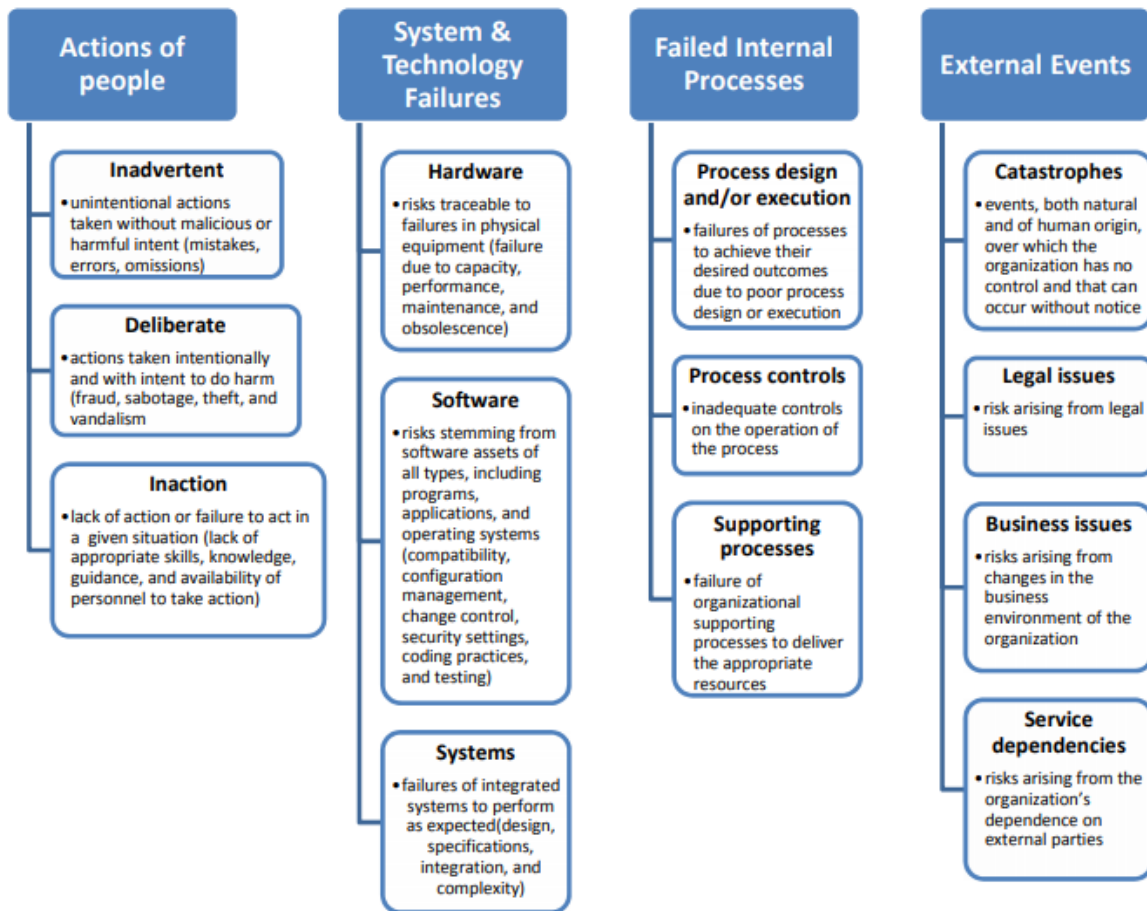 Actions of
people
Inadvertent
•unintentional actions
taken without malicious or
harmful intent (mistakes,
errors, omissions)
Deliberate
•actions taken intentionally
and with intent to do harm
(fraud, sabotage, theft, and
vandalism
Inaction
•lack of action or failure to act in
a given situation (lack of
appropriate skills, knowledge,
guidance, and availability of
personnel to take action)
System &
Technology
Failures
Hardware
•risks traceable to
failures in physical
equipment (failure
due to capacity,
performance,
maintenance, and
obsolescence)
Software
•risks stemming from
software assets of
all types, including
programs,
applications, and
operating systems
(compatibility,
configuration
management,
change control,
security settings,
coding practices,
and testing)
Systems
•failures of integrated
systems to perform
as expected(design,
specifications,
integration, and
complexity)
Failed Internal
Processes
Process design
and/or execution
•failures of processes
to achieve their
desired outcomes
due to poor process
design or execution
Process controls
•inadequate controls
on the operation of
the process
Supporting
processes
•failure of
organizational
supporting
processes to deliver
the appropriate
resources
External Events
Catastrophes
•events, both natural
and of human origin,
over which the
organization has no
control and that can
occur without notice
Legal issues
•risk arising from legal
issues
Business issues
•risks arising from
changes in the
business
environment of the
organization
Service
dependencies
•risks arising from the
organization’s
dependence on
external parties